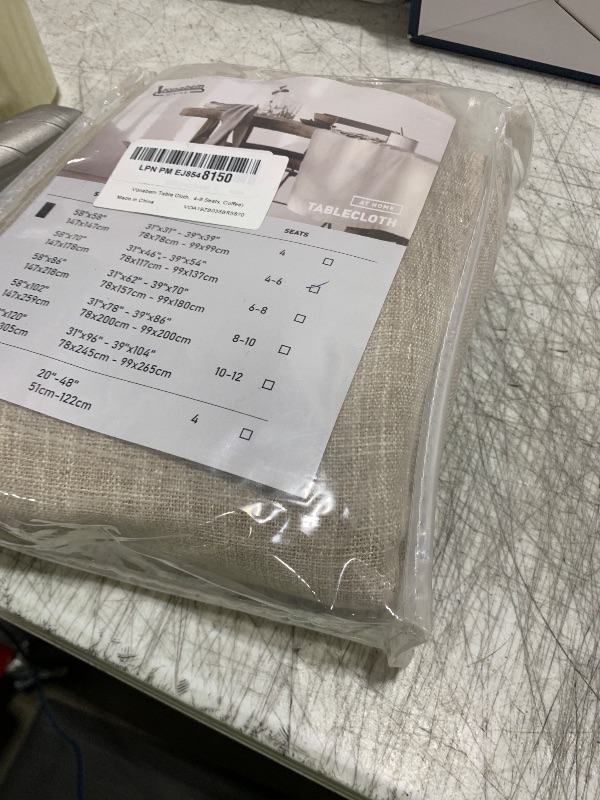 LPN PM EJ8548150
Vonabem Table Cloth, 4-6 Seats, Coffee)
Made in China
AT HOME
TABLECLOTH
SEATS
58"x58" 31"x31" - 39"x39" 4
147x147cm 78x78cm - 99x99cm
58"x70" 31"x46" - 39"x54" 4-6
147x178cm 78x117cm - 99x137cm
58"x86" 31"x62" - 39"x70" 6-8
147x218cm 78x157cm - 99x180cm
58"x102" 31"x78" - 39"x86" 8-10
147x259cm 78x200cm - 99x200cm
"x120" 31"x96" - 39"x104" 10-12
305cm 78x245cm - 99x265cm
20"-48" 4
51cm-122cm